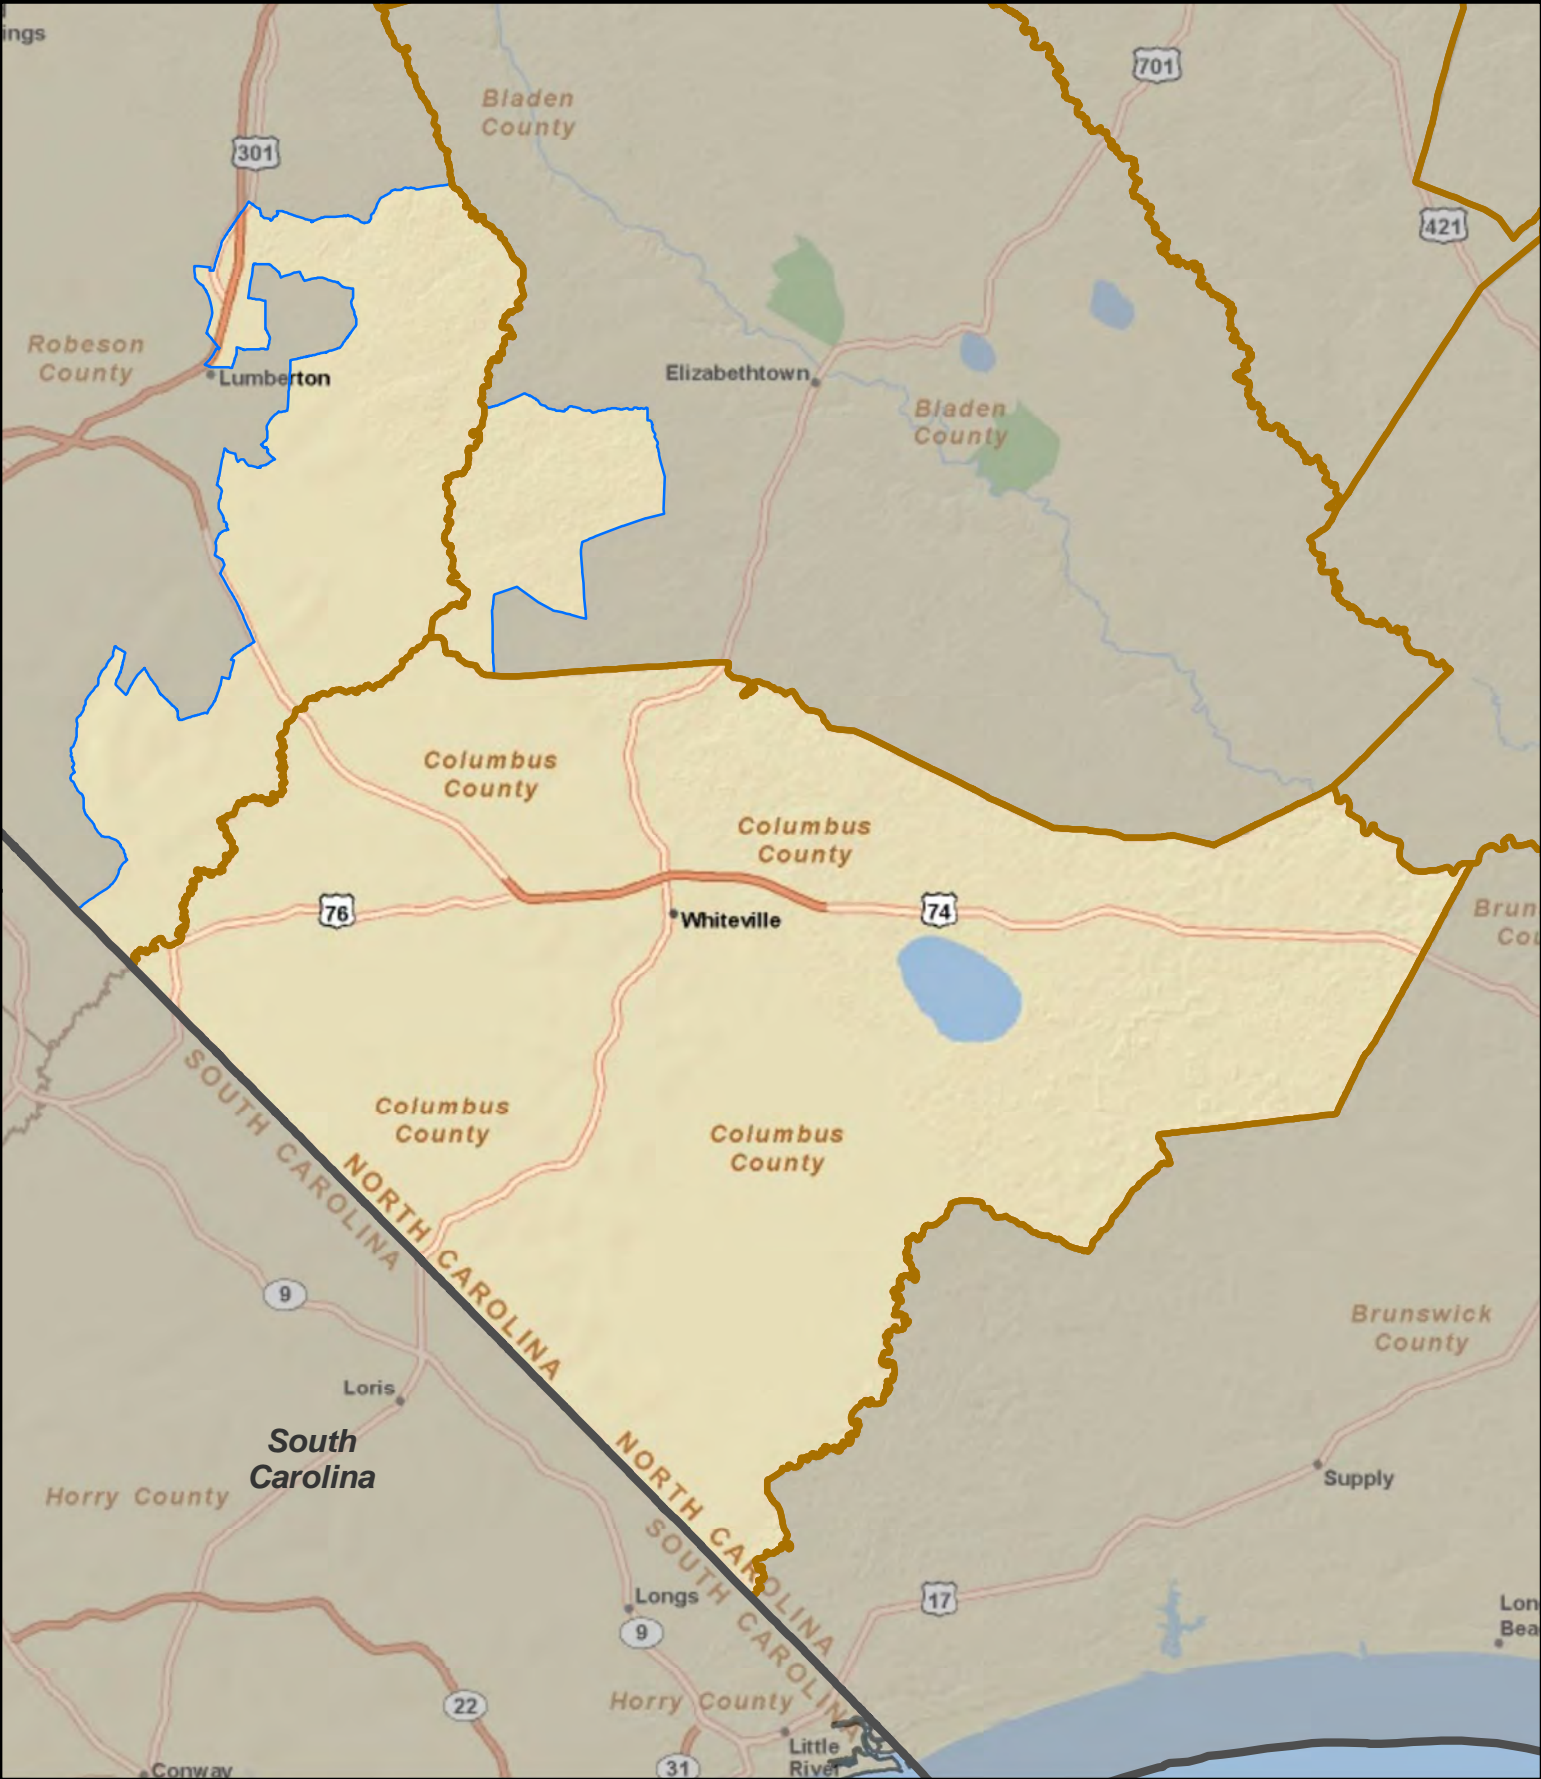 ings
701
Bladen
County
301
421
Robeson
County
Lumberton
Elizabethtown
Bladen
County
Columbus
County
Columbus
County
76
74
Whiteville
Brun
Cou
SOUTH CAROLINA
NORTH CAROLINA
Columbus
County
Columbus
County
9
Brunswick
County
Loris
South
Carolina
Horry County
NORTH CAROLINA
SOUTH CAROLINA
Supply
Longs
17
Lon
Bea
9
Horry County
22
Little
River
31
Conway